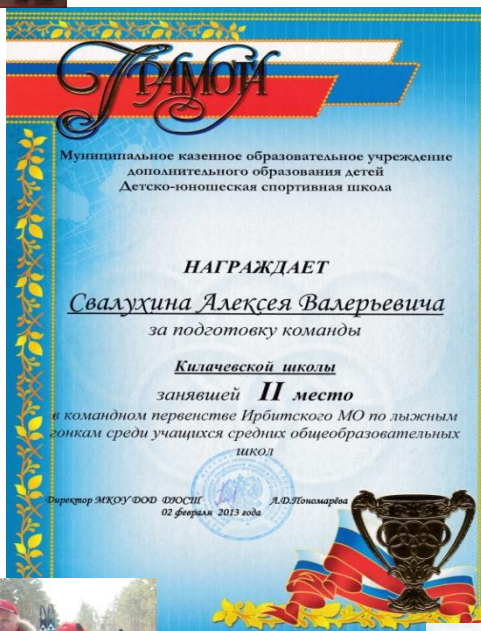 ГРАМОТА
Муниципальное казенное образовательное учреждение
дополнительного образования детей
Детско-юношеская спортивная школа
НАГРАЖДАЕТ
Свалухина Алексея Валерьевича
за подготовку команды
Килачевской школы
занявшей II место
в командном первенстве Ирбитского МО по лыжным
гонкам среди учащихся средних общеобразовательных
школ
Директор МКОУ ДОД ДЮСШ А.D.Пономарёва
02 февраля 2013 года